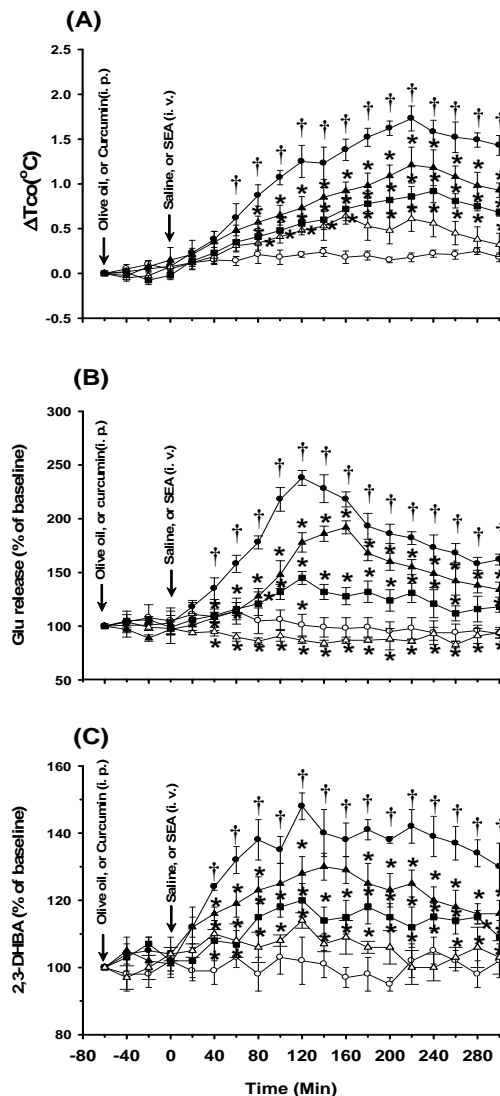 (A)
ΔTco(°C)
2.5
2.0
1.5
1.0
0.5
0.0
-0.5
Olive oil, or Curcumin(i. p.)
Saline, or SEA (i. v.)
(B)
Glu release (% of baseline)
300
250
200
150
100
50
Olive oil, or curcumin(i. p.)
Saline, or SEA (i. v.)
(C)
2,3-DHBA (% of baseline)
160
140
120
100
80
Olive oil, or Curcumin (i. p.)
Saline, or SEA (i. v.)
-80 -40 0 40 80 120 160 200 240 280
Time (Min)